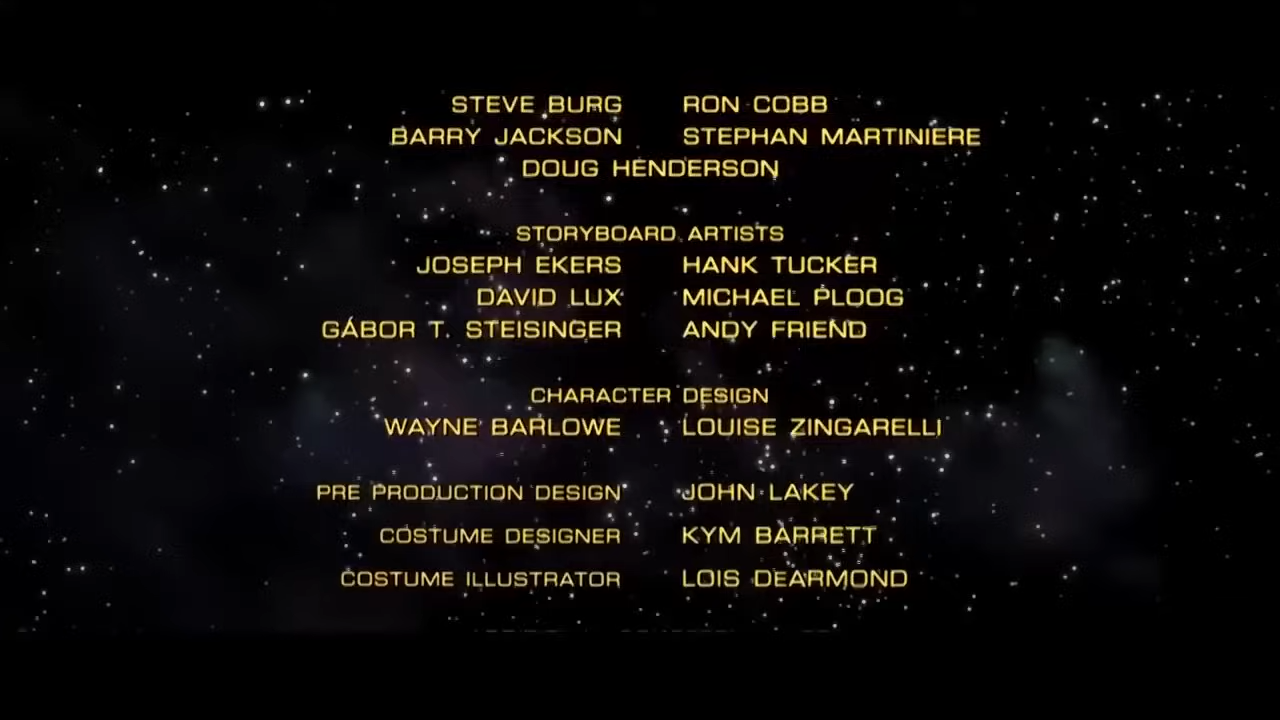 STEVE BURG RON COBB
BARRY JACKSON STEPHAN MARTINIERE
DOUG HENDERSON
STORYBOARD ARTISTS
JOSEPH EKERS HANK TUCKER
DAVID LUX MICHAEL PLOOG
GÁBOR T. STEISINGER ANDY FRIEND
CHARACTER DESIGN
WAYNE BARLOWE LOUISE ZINGARELLI
PRE PRODUCTION DESIGN JOHN LAKEY
COSTUME DESIGNER KYM BARRETT
COSTUME ILLUSTRATOR LOIS DEARMOND